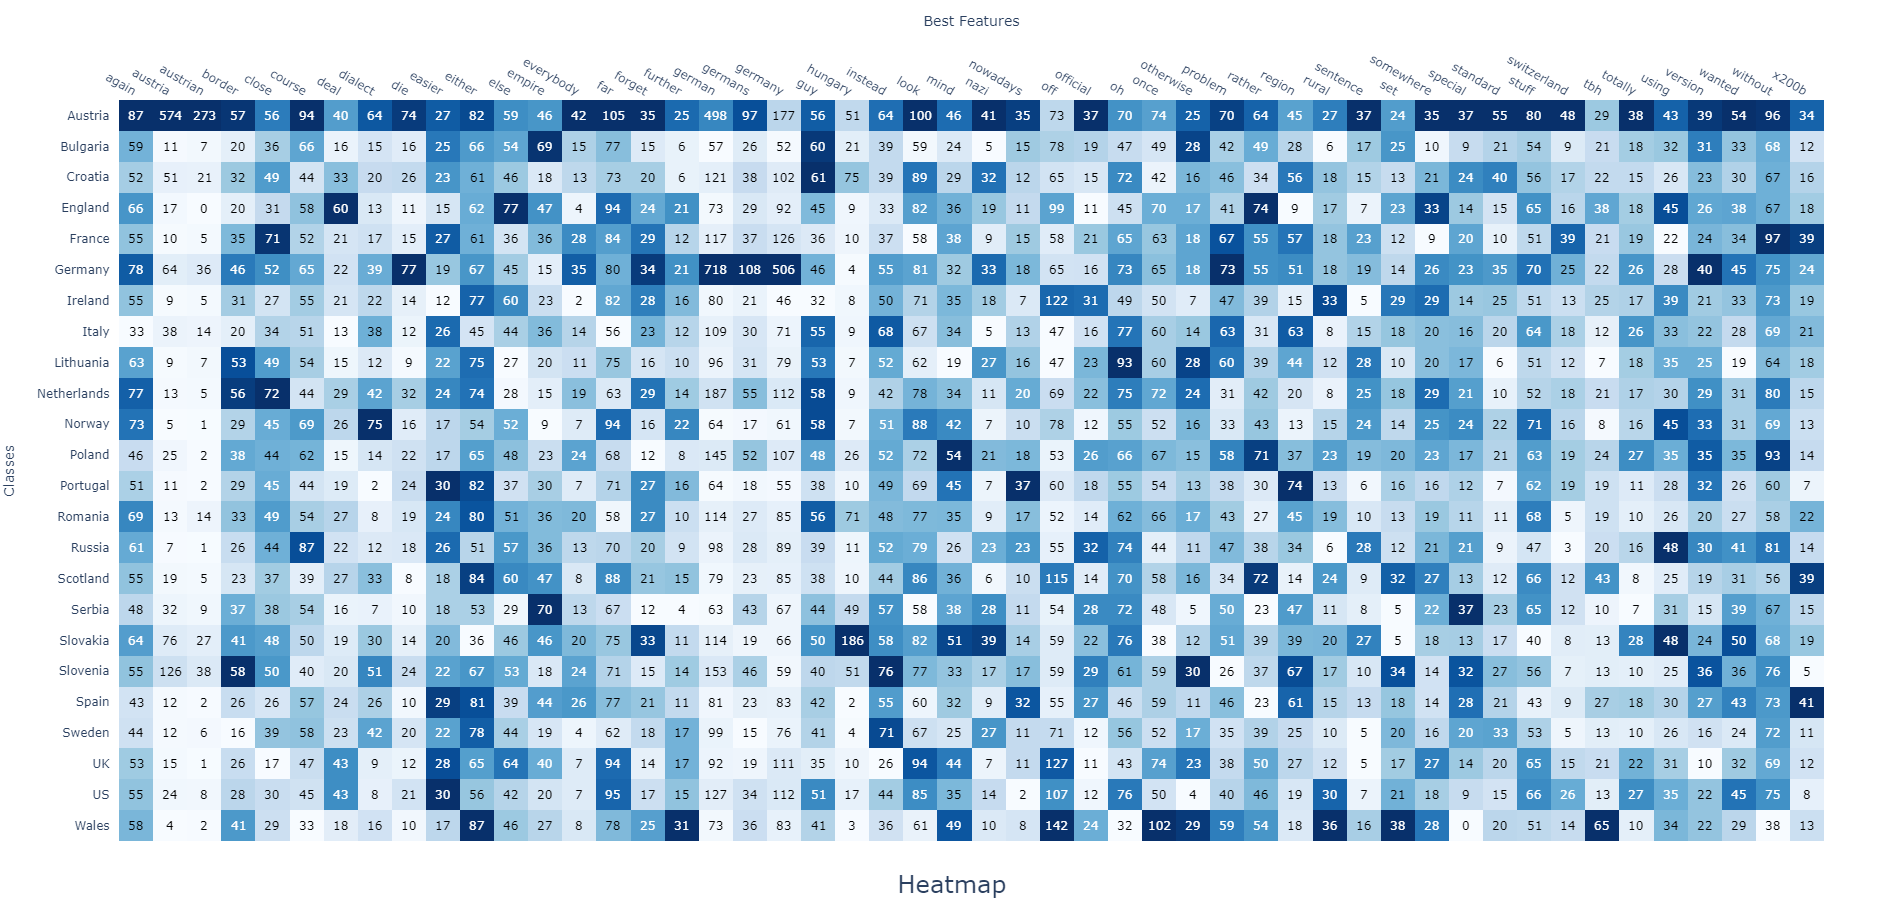 Best Features
again austria austrian border close course deal dialect die easier either else empire everybody far forget further german germans germany guy hungary instead look mind nazi nowadays off official oh once otherwise problem rather region rural sentence set somewhere special standard stuff switzerland tbh totally using version wanted without x200b
Austria 87 574 273 57 56 94 40 64 74 27 82 59 46 42 105 35 25 498 97 177 56 51 64 100 46 41 35 73 37 70 74 25 70 64 45 27 37 24 35 37 55 80 48 29 38 43 39 54 96 34
Bulgaria 59 11 7 20 36 66 16 15 16 25 66 54 69 15 77 15 6 57 26 52 60 21 39 59 24 5 15 78 19 47 49 28 42 49 28 6 17 25 10 9 21 54 9 21 18 32 31 33 68 12
Croatia 52 51 21 32 49 44 33 20 26 23 61 46 18 13 73 20 6 121 38 102 61 75 39 89 29 32 12 65 15 72 42 16 46 34 56 18 15 13 21 24 40 56 17 22 15 26 23 30 67 16
England 66 17 0 20 31 58 60 13 11 15 62 77 47 4 94 24 21 73 29 92 45 9 33 82 36 19 11 99 11 45 70 17 41 74 9 17 7 23 33 14 15 65 16 38 18 45 26 38 67 18
France 55 10 5 35 71 52 21 17 15 27 61 36 36 28 84 29 12 117 37 126 36 10 37 58 38 9 15 58 21 65 63 18 67 55 57 18 23 12 9 20 10 51 39 21 19 22 24 34 97 39
Germany 78 64 36 46 52 65 22 39 77 19 67 45 15 35 80 34 21 718 108 506 46 4 55 81 32 33 18 65 16 73 65 18 73 55 51 18 19 14 26 23 35 70 25 22 26 28 40 45 75 24
Ireland 55 9 5 31 27 55 21 22 14 12 77 60 23 2 82 28 16 80 21 46 32 8 50 71 35 18 7 122 31 49 50 7 47 39 15 33 5 29 29 14 25 51 13 25 17 39 21 33 73 19
Italy 33 38 14 20 34 51 13 38 12 26 45 44 36 14 56 23 12 109 30 71 55 9 68 67 34 5 13 47 16 77 60 14 63 31 63 8 15 18 20 16 20 64 18 12 26 33 22 28 69 21
Lithuania 63 9 7 53 49 54 15 12 9 22 75 27 20 11 75 16 10 96 31 79 53 7 52 62 19 27 16 47 23 93 60 28 60 39 44 12 28 10 20 17 6 51 12 7 18 35 25 19 64 18
Netherlands 77 13 5 56 72 44 29 42 32 24 74 28 15 19 63 29 14 187 55 112 58 9 42 78 34 11 20 69 22 75 72 24 31 42 20 8 25 18 29 21 10 52 18 21 17 30 29 31 80 15
Norway 73 5 1 29 45 69 26 75 16 17 54 52 9 7 94 16 22 64 17 61 58 7 51 88 42 7 10 78 12 55 52 16 33 43 13 15 24 14 25 24 22 71 16 8 16 45 33 31 69 13
Poland 46 25 2 38 44 62 15 14 22 17 65 48 23 24 68 12 8 145 52 107 48 26 52 72 54 21 18 53 26 66 67 15 58 71 37 23 19 20 23 17 21 63 19 24 27 35 35 35 93 14
Portugal 51 11 2 29 45 44 19 2 24 30 82 37 30 7 71 27 16 64 18 55 38 10 49 69 45 7 37 60 18 55 54 13 38 29 74 13 6 16 16 12 7 62 19 19 11 28 32 26 60 7
Romania 69 13 14 33 49 54 27 8 19 24 80 51 36 20 58 27 10 114 27 85 56 71 48 77 35 9 17 52 14 62 66 17 43 27 45 19 10 13 19 11 11 68 5 19 10 26 20 27 58 22
Russia 61 7 1 26 44 87 22 12 18 26 51 57 36 13 70 20 9 98 28 89 39 11 52 79 26 23 23 55 32 74 44 11 47 38 34 6 28 12 21 21 9 47 3 20 16 48 30 41 81 14
Scotland 55 19 5 23 37 39 27 33 8 18 84 60 47 8 88 21 15 79 23 85 38 10 44 86 36 6 10 115 14 70 58 16 34 72 14 24 9 32 27 13 12 66 12 43 8 25 19 31 56 39
Serbia 48 32 9 37 38 54 16 7 10 18 53 29 70 13 67 12 4 63 43 67 44 49 57 58 38 28 11 54 28 72 48 5 50 23 47 11 8 5 22 37 23 65 12 10 7 31 15 39 67 15
Slovakia 64 76 27 41 48 50 19 30 14 20 36 46 46 20 75 33 11 114 19 66 50 186 58 82 51 39 14 59 22 76 38 12 51 39 39 20 27 5 18 13 17 40 8 13 28 48 24 50 68 19
Slovenia 55 126 38 58 50 40 20 51 24 22 67 53 18 24 71 15 14 153 46 59 40 51 76 77 33 17 17 59 29 61 59 30 26 37 67 17 10 34 14 32 27 56 7 13 10 25 36 36 76 5
Spain 43 12 2 26 26 57 24 26 10 29 81 39 44 26 77 21 11 81 23 83 42 2 55 60 32 9 32 55 27 46 59 11 46 23 61 15 13 18 14 28 21 43 9 27 18 30 27 43 73 41
Sweden 44 12 6 16 39 58 23 42 20 22 78 44 19 4 62 18 17 99 15 76 41 4 71 67 25 27 11 71 12 56 52 17 35 39 25 10 5 20 16 20 33 53 5 13 10 26 16 24 72 11
UK 53 15 1 26 17 47 43 9 12 28 65 64 40 7 94 14 17 92 19 111 35 10 26 94 44 7 11 127 11 43 74 23 38 50 27 12 5 17 27 14 20 65 15 21 22 31 10 32 69 12
US 55 24 8 28 30 45 43 8 21 30 56 42 20 7 95 17 15 127 34 112 51 17 44 85 35 14 2 107 12 76 50 4 40 46 19 30 7 21 18 9 15 66 26 13 27 35 22 45 75 8
Wales 58 4 2 41 29 33 18 16 10 17 87 46 27 8 78 25 31 73 36 83 41 3 36 61 49 10 8 142 24 32 102 29 59 54 18 36 16 38 28 0 20 51 14 65 10 34 22 29 38 13
Classes
Heatmap